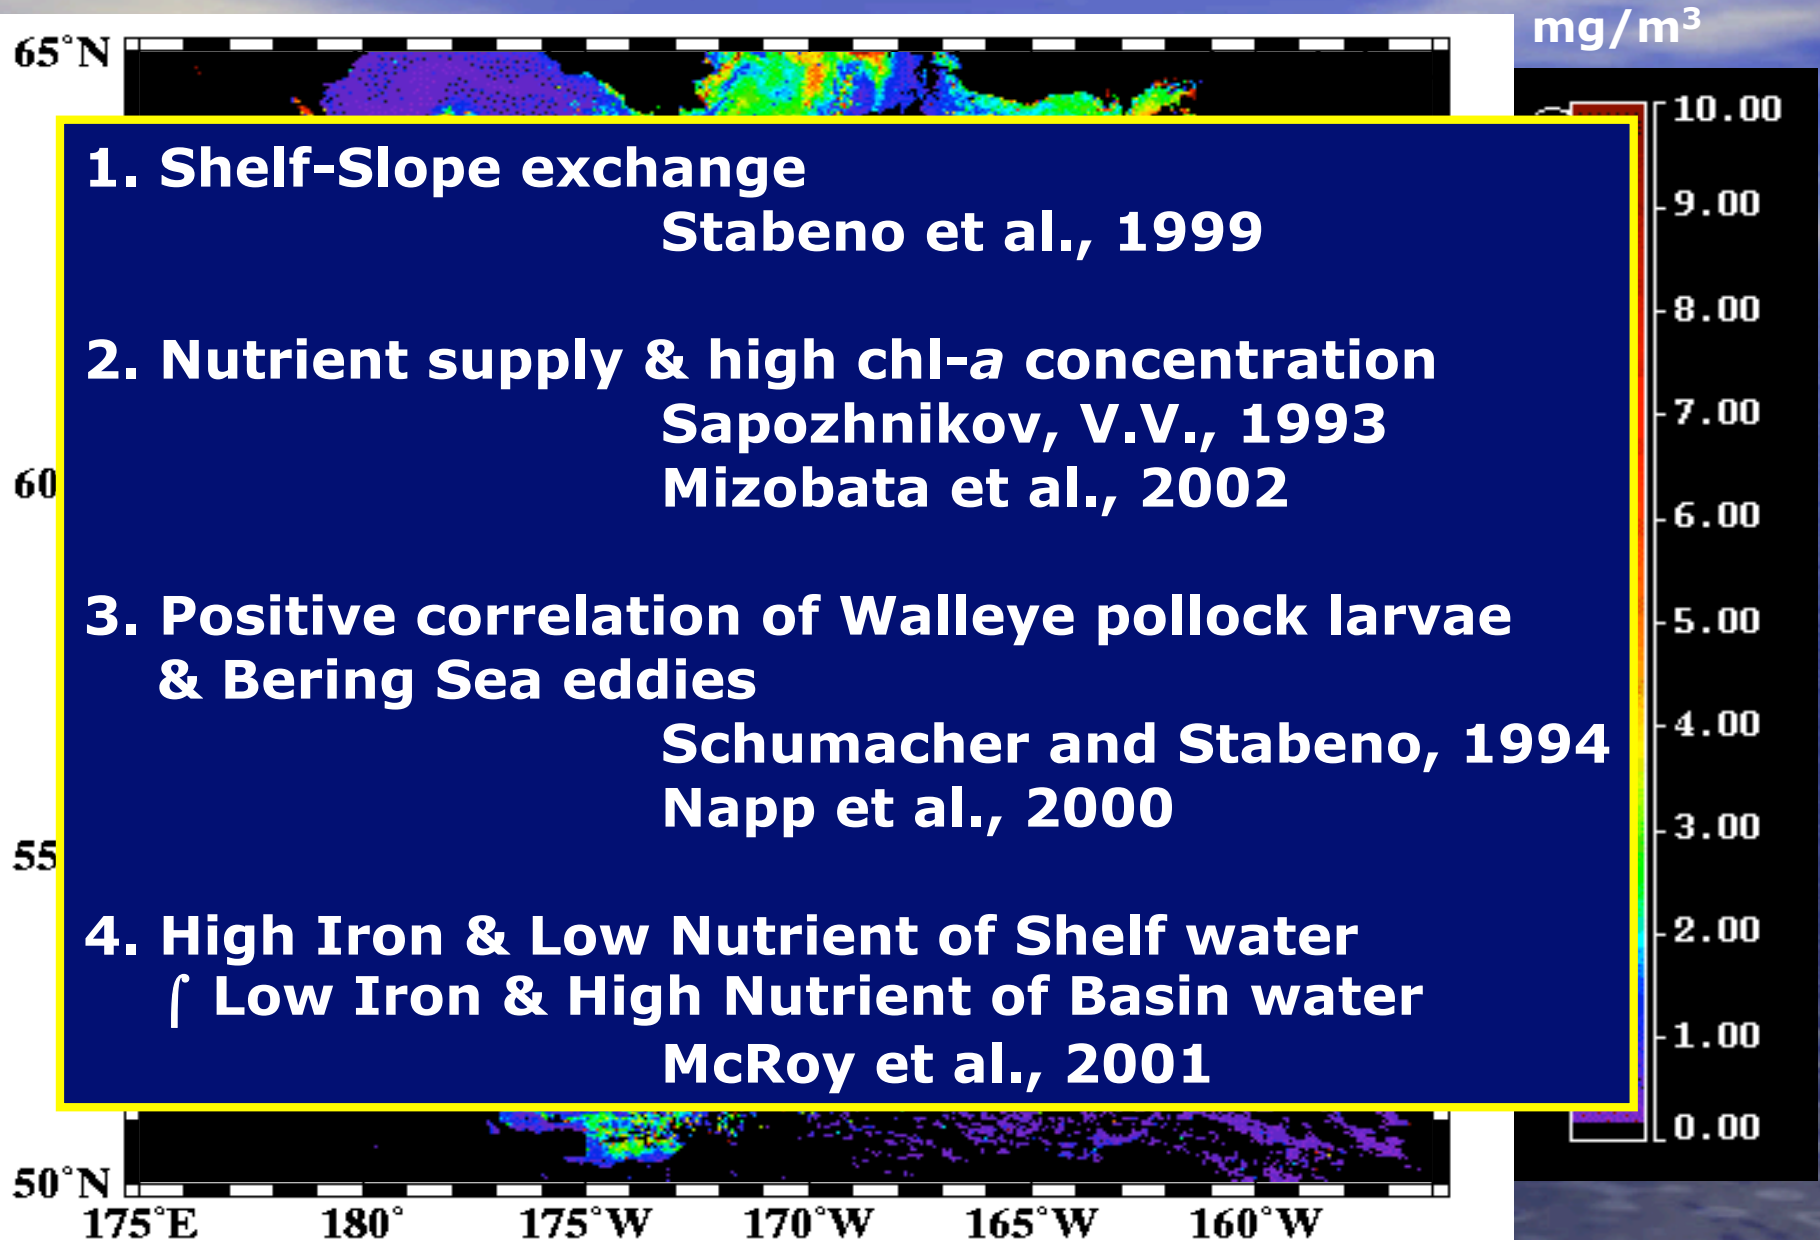 mg/m³
65°N
1. Shelf-Slope exchange
Stabeno et al., 1999
2. Nutrient supply & high chl-a concentration
Sapozhnikov, V.V., 1993
Mizobata et al., 2002
3. Positive correlation of Walleye pollock larvae
& Bering Sea eddies
Schumacher and Stabeno, 1994
Napp et al., 2000
4. High Iron & Low Nutrient of Shelf water
⌠ Low Iron & High Nutrient of Basin water
McRoy et al., 2001
60
55
50°N
175°E 180° 175°W 170°W 165°W 160°W
10.00
9.00
8.00
7.00
6.00
5.00
4.00
3.00
2.00
1.00
0.00